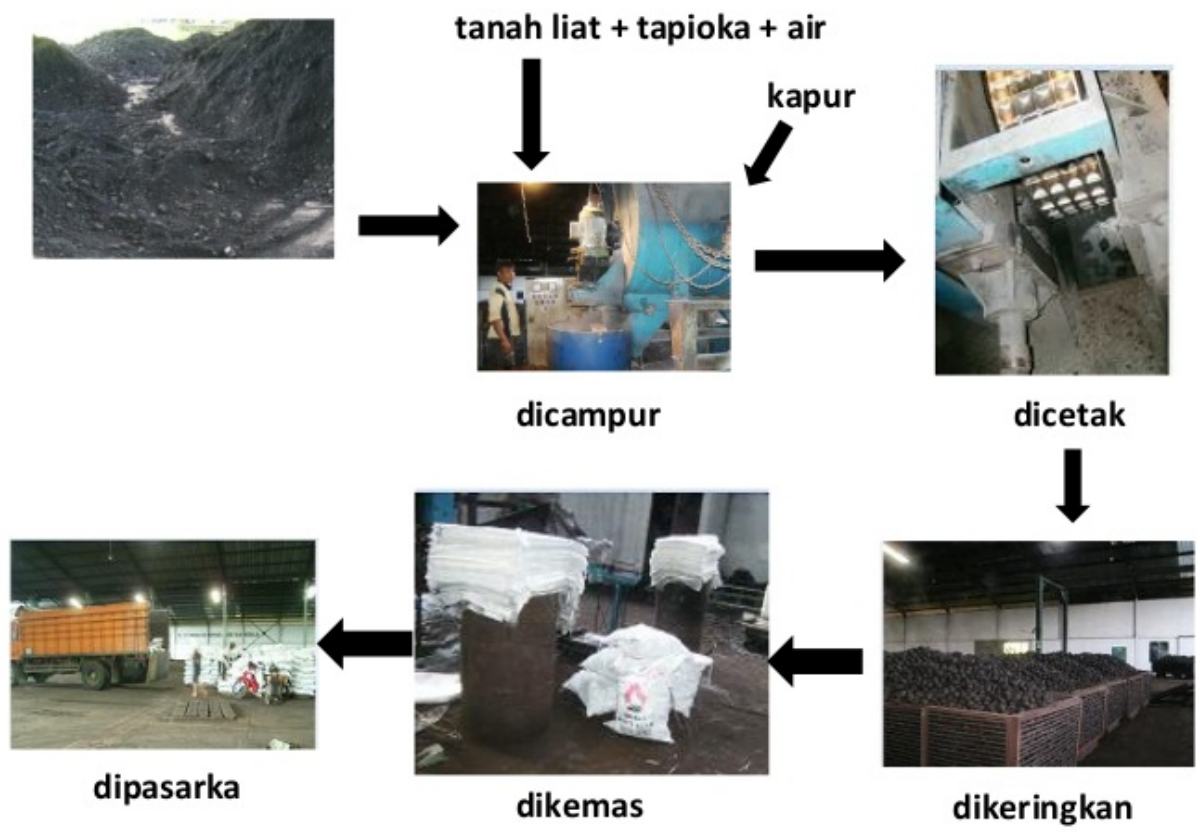 tanah liat + tapioka + air
kapur
dicampur
dicetak
dikeringkan
dikemas
dipasarka